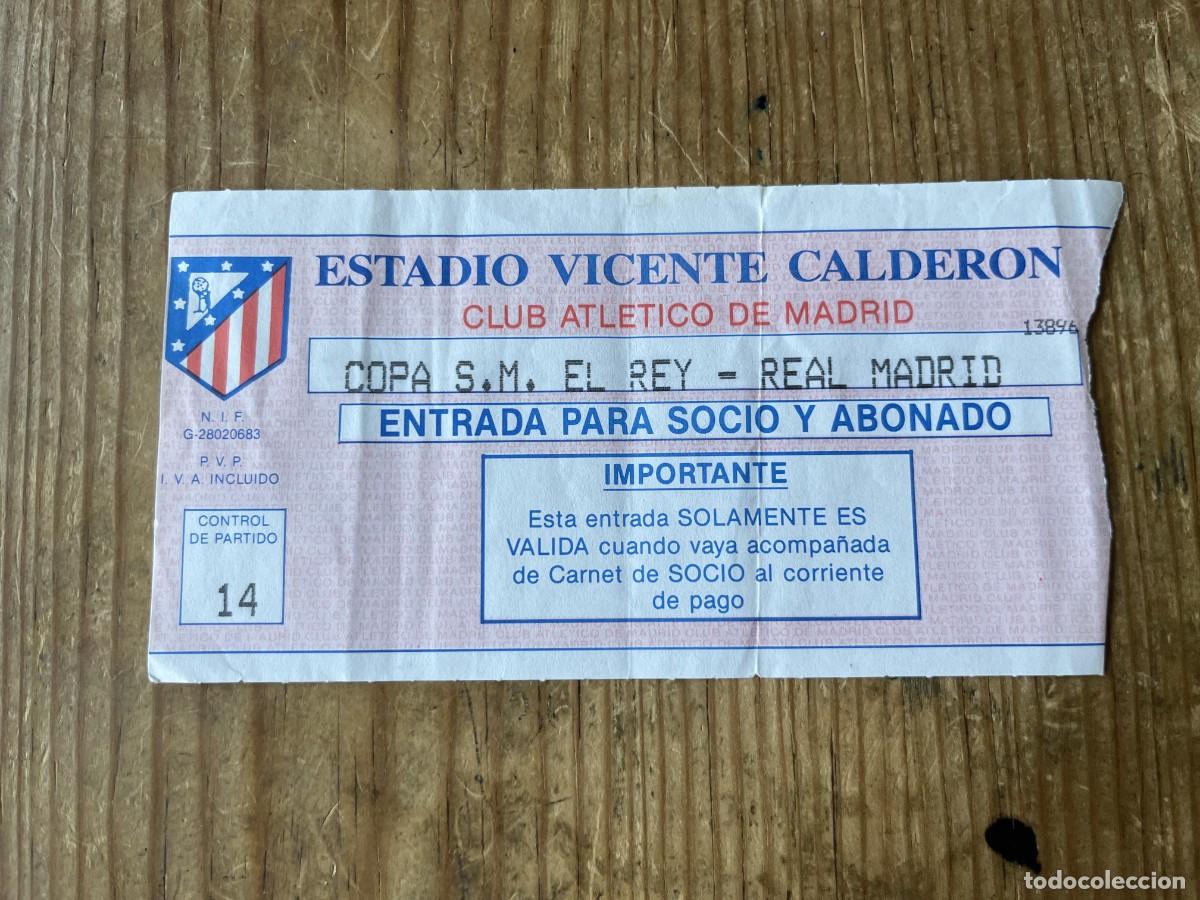 ESTADIO VICENTE CALDERON
CLUB ATLETICO DE MADRID
13896
COPA S.M. EL REY - REAL MADRID
ENTRADA PARA SOCIO Y ABONADO
N. I. F.
G-28020683
P. V. P.
I. V. A. INCLUIDO
CONTROL
DE PARTIDO
14
IMPORTANTE
Esta entrada SOLAMENTE ES
VALIDA cuando vaya acompañada
de Carnet de SOCIO al corriente
de pago
todocoleccion